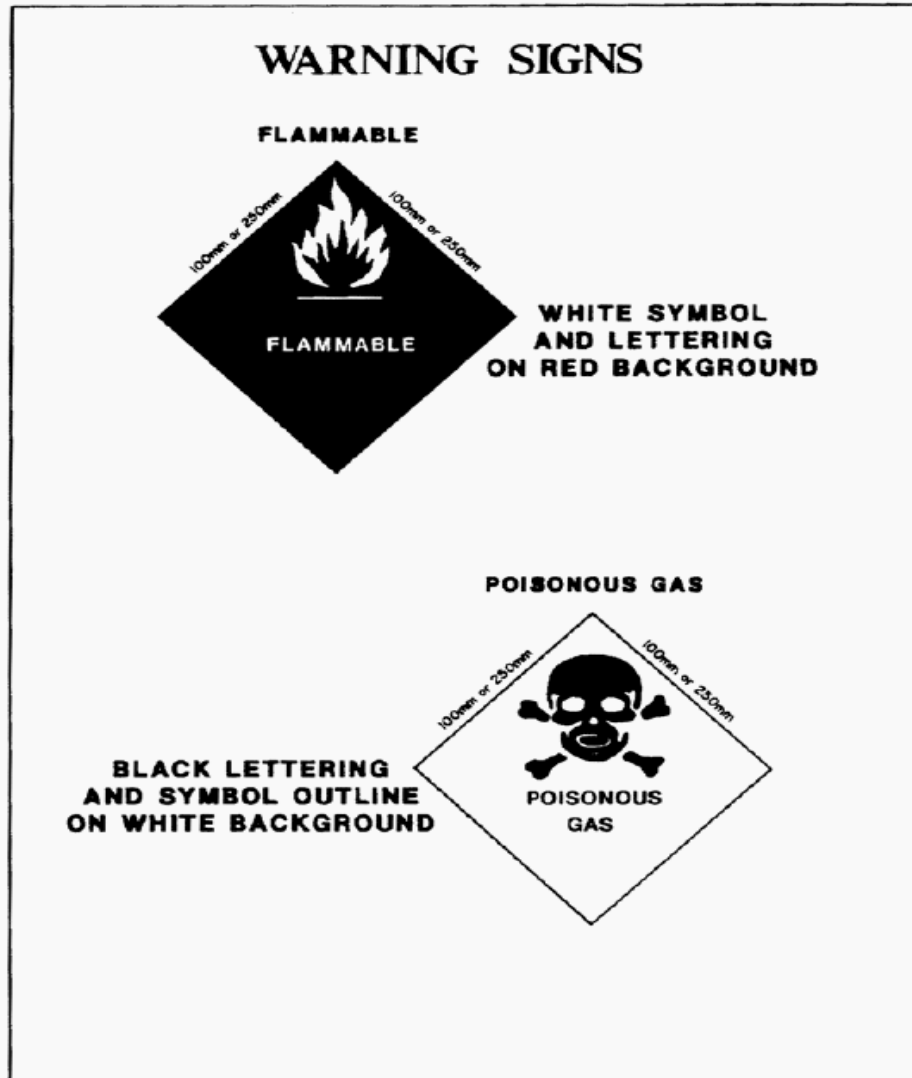 WARNING SIGNS
FLAMMABLE
100mm or 250mm
100mm or 250mm
FLAMMABLE
WHITE SYMBOL
AND LETTERING
ON RED BACKGROUND
POISONOUS GAS
100mm or 250mm
100mm or 250mm
POISONOUS
GAS
BLACK LETTERING
AND SYMBOL OUTLINE
ON WHITE BACKGROUND